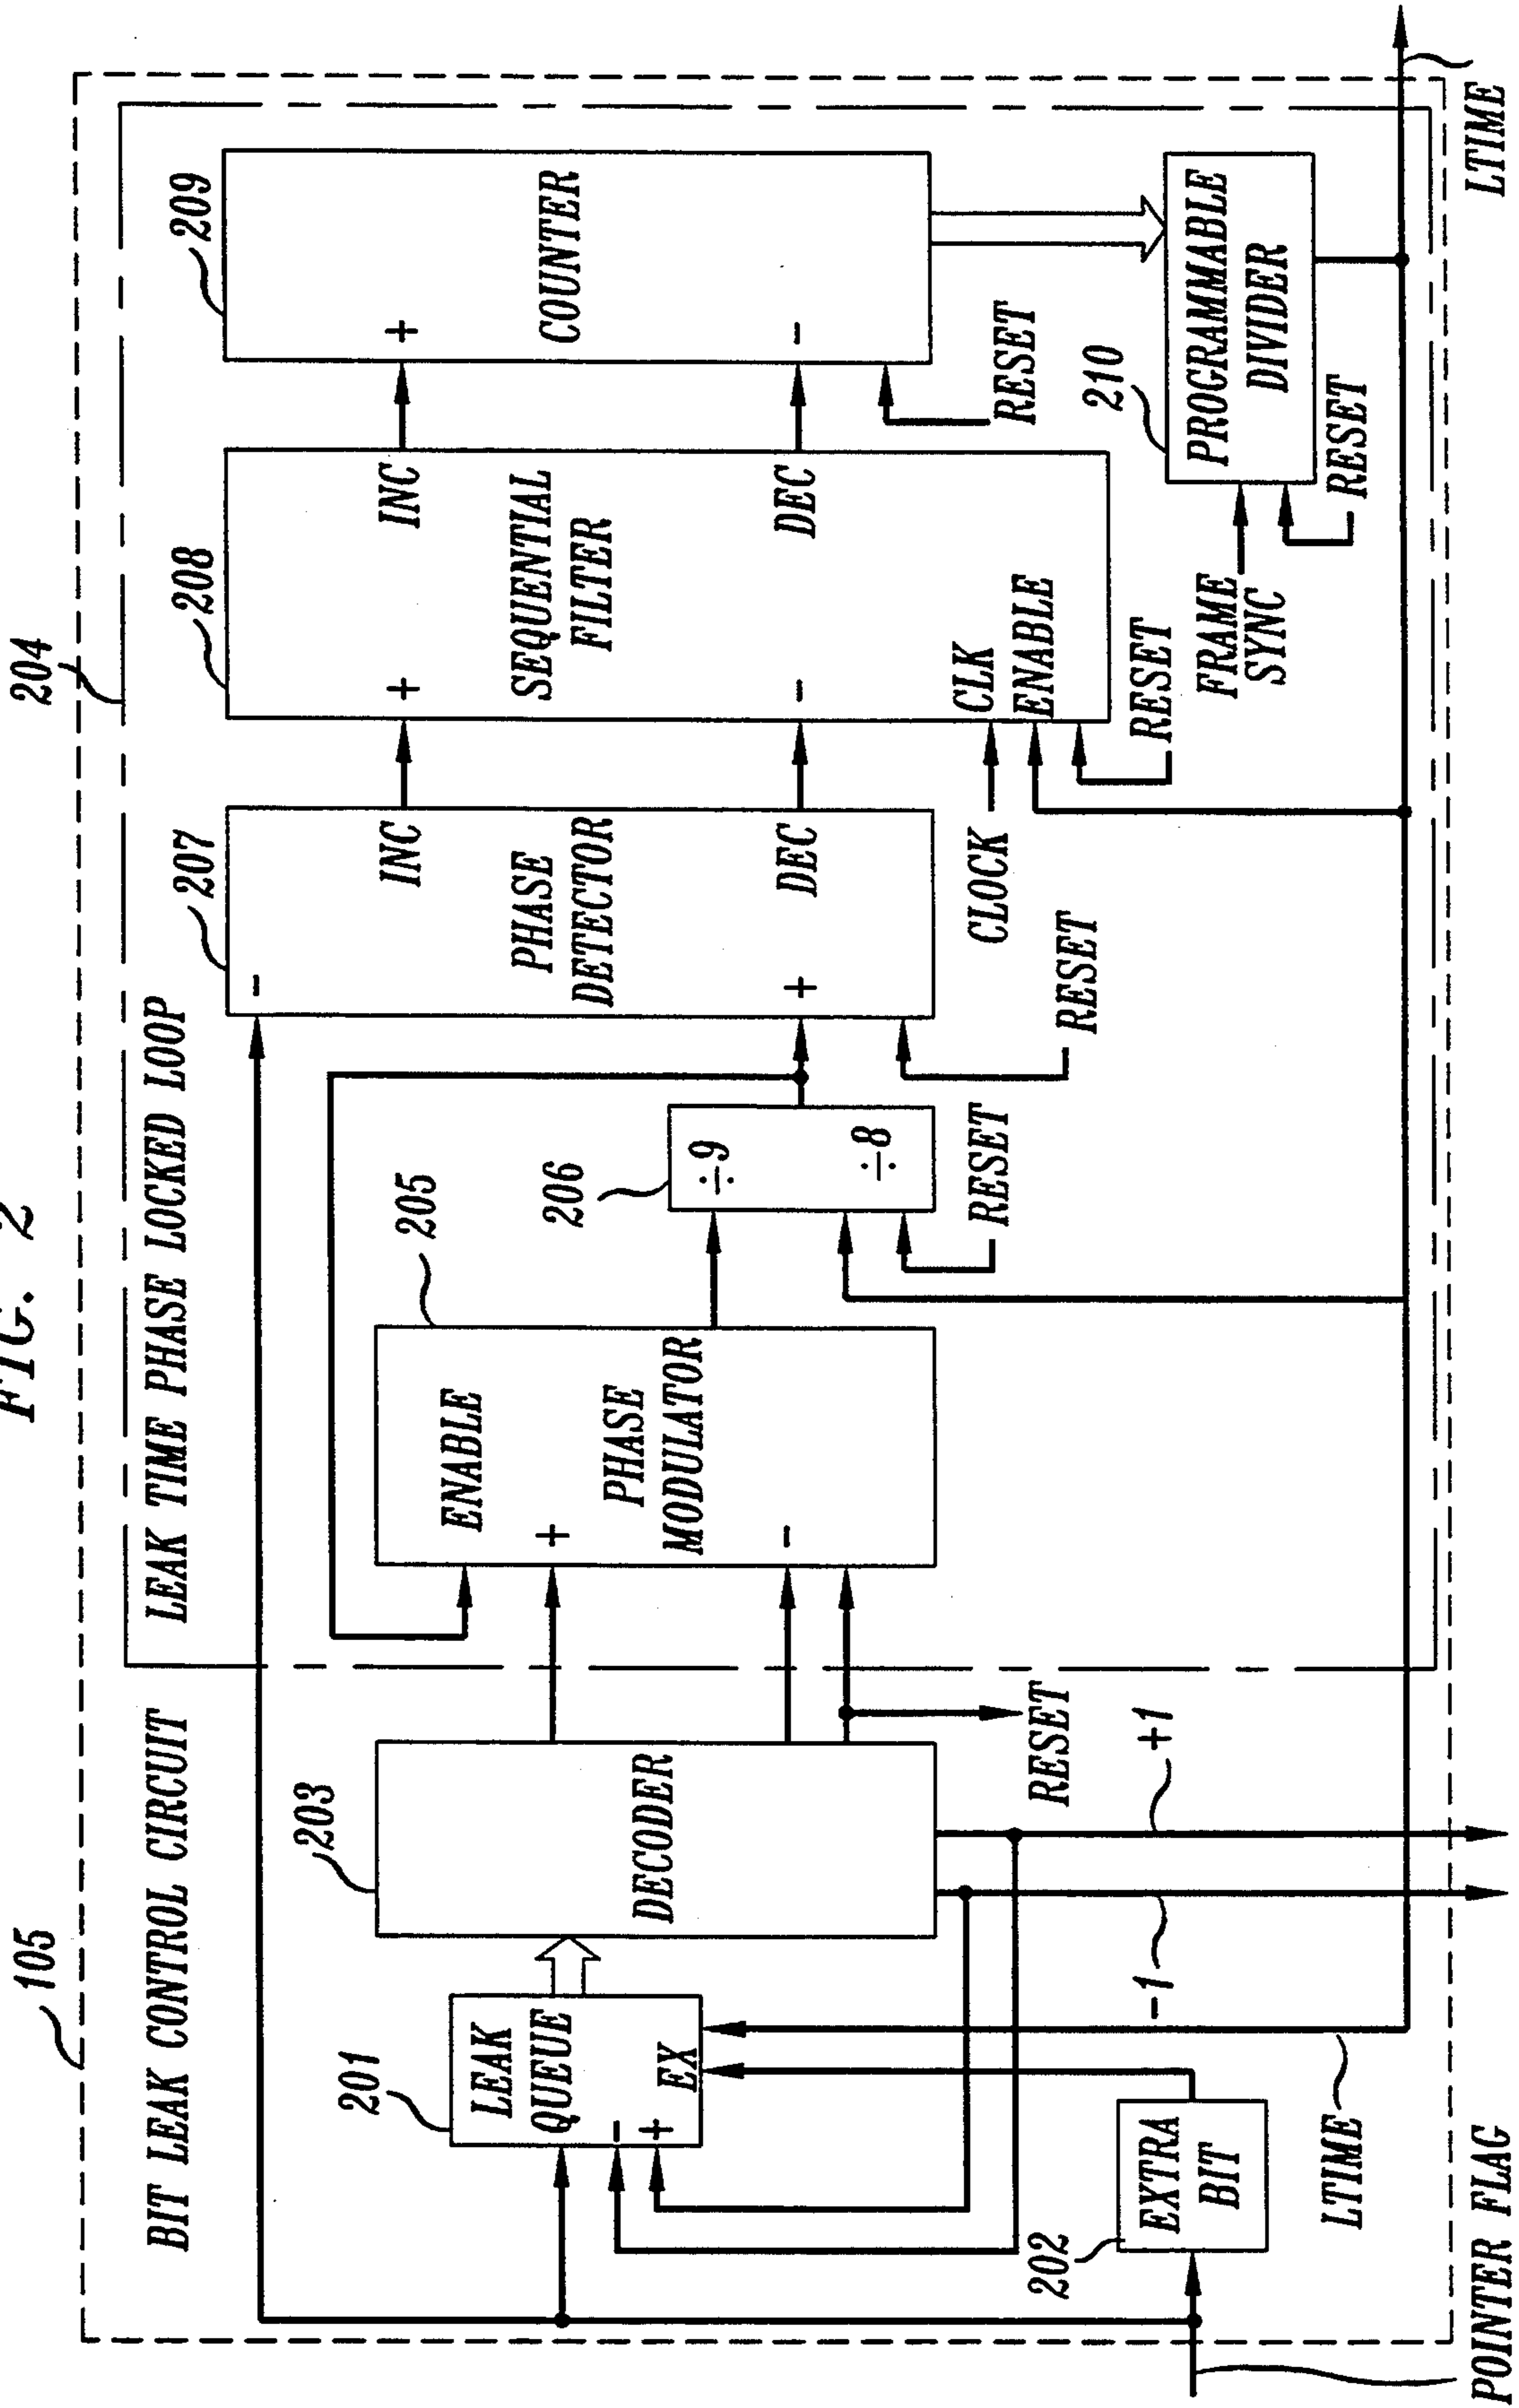 FIG. 2
105
204
BIT LEAK CONTROL CIRCUIT
LEAK TIME PHASE LOCKED LOOP
201
LEAK
QUEUE
-
+
EX
203
DECODER
205
ENABLE
+
PHASE
MODULATOR
-
206
÷9
÷8
RESET
207
-
INC
PHASE
DETECTOR
+
DEC
RESET
208
+
INC
SEQUENTIAL
FILTER
-
DEC
CLK
ENABLE
CLOCK
RESET
209
+
COUNTER
-
RESET
210
PROGRAMMABLE
DIVIDER
FRAME
SYNC
RESET
202
EXTRA
BIT
LTIME
-1
+1
RESET
POINTER FLAG
LTIME